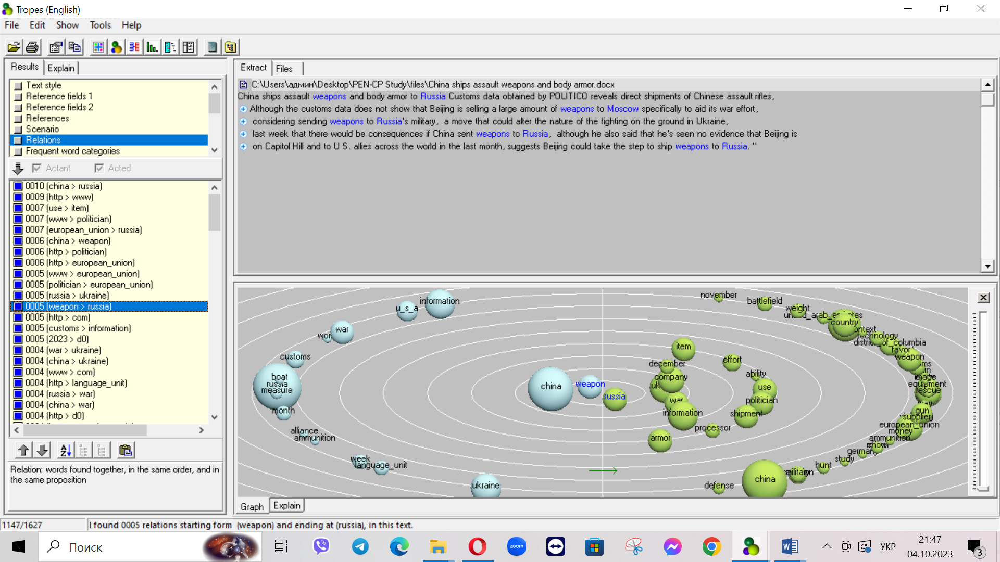 Tropes (English)
File Edit Show Tools Help
Results Explain
Text style
Reference fields 1
Reference fields 2
References
Scenario
Relations
Frequent word categories
Actant Acted
0010 (china > russia)
0009 (http > www)
0007 (use > item)
0007 (www > politician)
0007 (european_union > russia)
0006 (china > weapon)
0006 (http > politician)
0006 (http > european_union)
0005 (www > european_union)
0005 (politician > european_union)
0005 (russia > ukraine)
0005 (weapon > russia)
0005 (http > com)
0005 (customs > information)
0005 (2023 > d0)
0004 (war > ukraine)
0004 (china > ukraine)
0004 (www > com)
0004 (http > language_unit)
0004 (russia > war)
0004 (china > war)
0004 (http > d0)
Relation: words found together, in the same order, and in
the same proposition
Extract Files
C:\Users\админ\Desktop\PEN-CP Study\files\China ships assault weapons and body armor.docx
China ships assault weapons and body armor to Russia Customs data obtained by POLITICO reveals direct shipments of Chinese assault rifles,
Although the customs data does not show that Beijing is selling a large amount of weapons to Moscow specifically to aid its war effort,
considering sending weapons to Russia's military, a move that could alter the nature of the fighting on the ground in Ukraine,
last week that there would be consequences if China sent weapons to Russia, although he also said that he's seen no evidence that Beijing is
on Capitol Hill and to U S. allies across the world in the last month, suggests Beijing could take the step to ship weapons to Russia. "
information
u_s_a
war
customs
boat
russia
measure
month
alliance
ammunition
week
language_unit
ukraine
china
weapon
russia
item
december
company
war
information
armor
processor
effort
ability
use
politician
shipment
november
battlefield
weight
united_arab_emirates
country
technology
district_of_columbia
favor
weapon
image
equipment
rescue
gun
supplier
european_union
money
ammunition
show
germany
study
hunt
china
defense
Graph Explain
1147/1627 I found 0005 relations starting form (weapon) and ending at (russia), in this text.
Поиск
zoom
УКР
21:47
04.10.2023
3